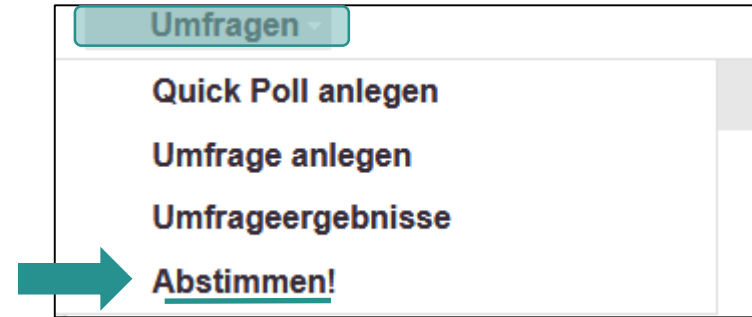 Umfragen
Quick Poll anlegen
Umfrage anlegen
Umfrageergebnisse
Abstimmen!